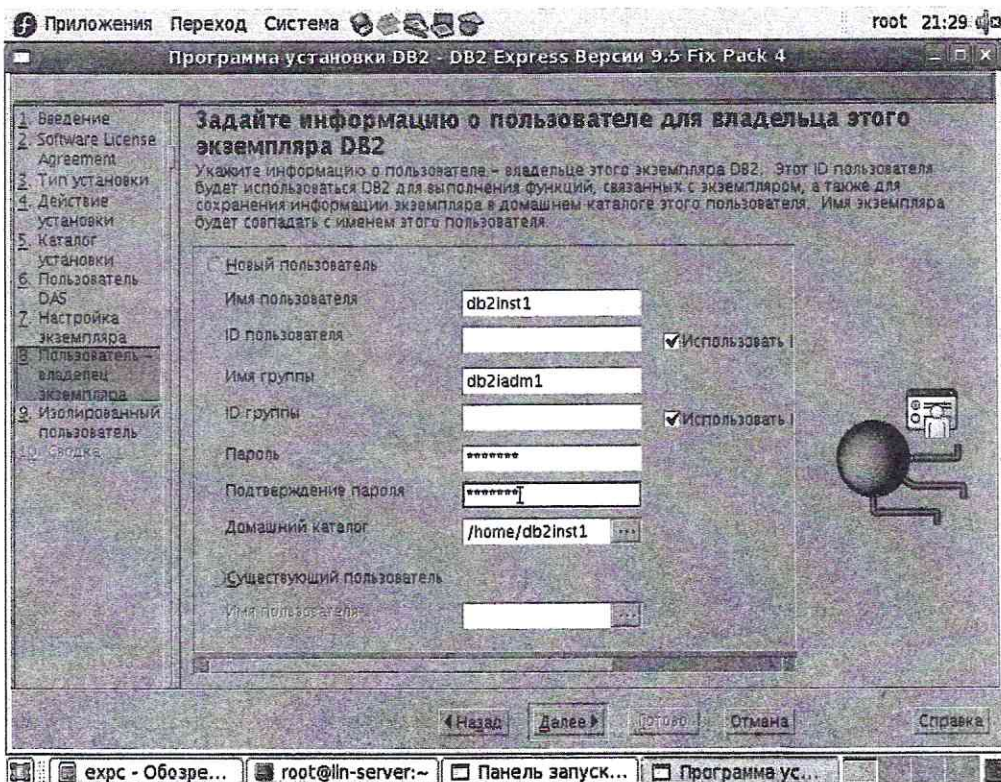 Приложения Переход Система
root 21:29
Программа установки DB2 - DB2 Express Версии 9.5 Fix Pack 4
1. Введение
2. Software License
Agreement
3. Тип установки
4. Действие
установки
5. Каталог
установки
6. Пользователь
DAS
7. Настройка
экземпляра
8. Пользователь –
владелец
экземпляра
9. Изолированный
пользователь
10. Сводка
Задайте информацию о пользователе для владельца этого
экземпляра DB2
Укажите информацию о пользователе – владельце этого экземпляра DB2. Этот ID пользователя
будет использоваться DB2 для выполнения функций, связанных с экземпляром, а также для
сохранения информации экземпляра в домашнем каталоге этого пользователя. Имя экземпляра
будет совпадать с именем этого пользователя.
Новый пользователь
Имя пользователя db2inst1
ID пользователя Использовать
Имя группы db2iadm1
ID группы Использовать
Пароль *******
Подтверждение пароля *******
Домашний каталог /home/db2inst1 ...
Существующий пользователь
Имя пользователя ...
Назад Далее Готово Отмена Справка
expc - Обозре... root@lin-server:~ Панель запуск... Программа ус...